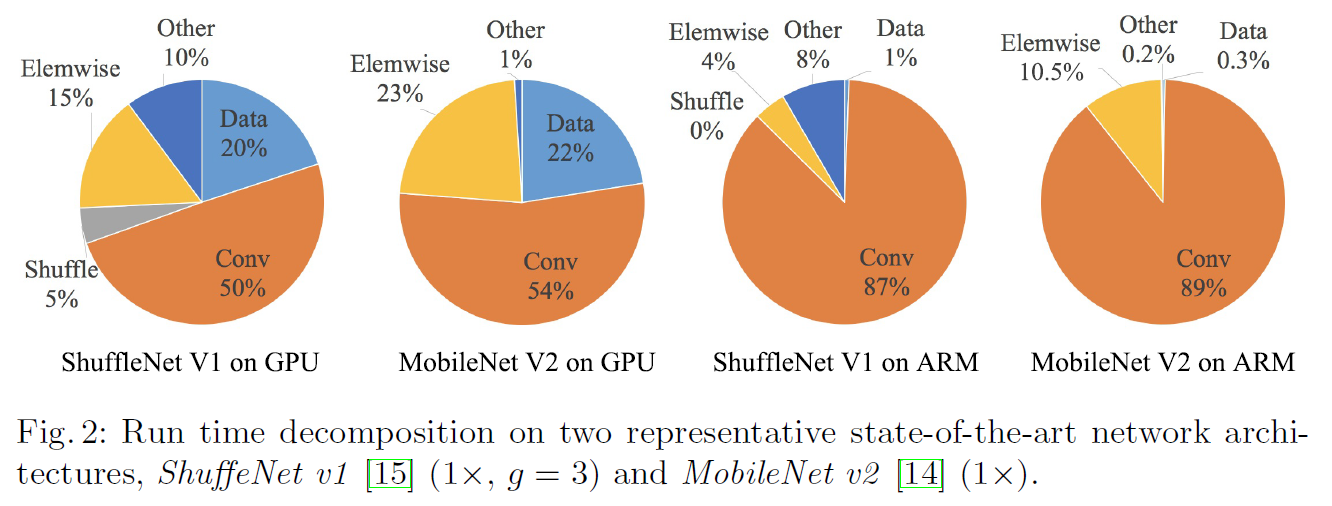 Other
10%
Elemwise
15%
Data
20%
Conv
50%
Shuffle
5%
ShuffleNet V1 on GPU
Other
1%
Elemwise
23%
Data
22%
Conv
54%
MobileNet V2 on GPU
Elemwise
4%
Other
8%
Data
1%
Shuffle
0%
Conv
87%
ShuffleNet V1 on ARM
Elemwise
10.5%
Other
0.2%
Data
0.3%
Conv
89%
MobileNet V2 on ARM
Fig. 2: Run time decomposition on two representative state-of-the-art network archi-
tectures, ShuffeNet v1 [15] (1×, g = 3) and MobileNet v2 [14] (1×).